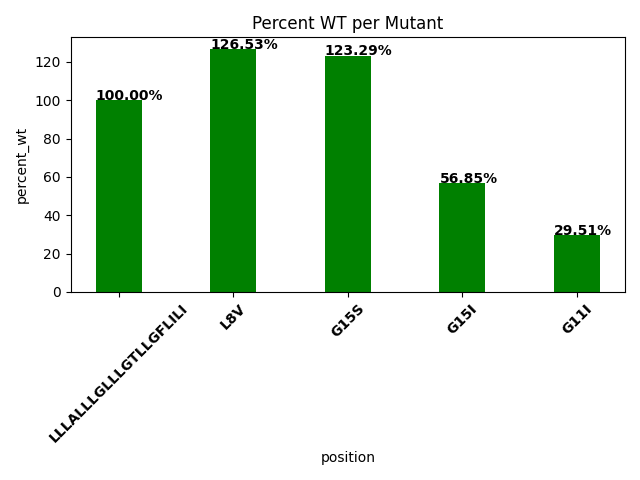 Percent WT per Mutant
percent_wt
120
100
80
60
40
20
0
100.00%
126.53%
123.29%
56.85%
29.51%
LLLALLLGLLLGTLLGFLILI
L8V
G15S
G15I
G11I
position